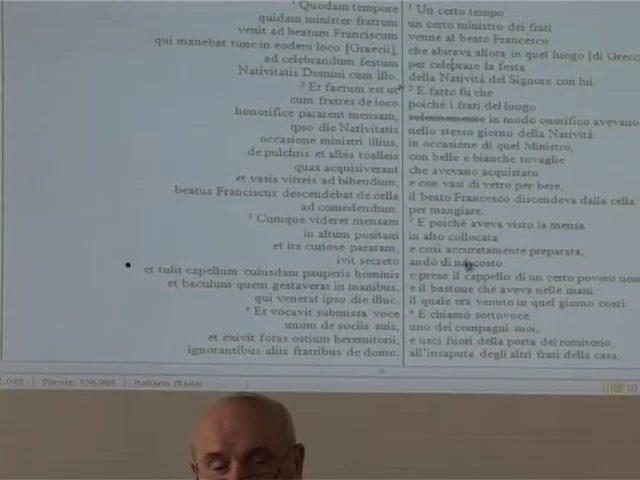 ¹ Quodam tempore
quidam minister fratrum
venit ad beatum Franciscum
qui manebat tunc in eodem loco [Graecii],
ad celebrandum festum
Nativitatis Domini cum illo.
² Et factum est ut
cum fratres de loco
honorifice pararent mensam,
ipso die Nativitatis
occasione ministri illius,
de pulchris et albis toalleis
quas acquisiverant
et vasis vitreis ad bibendum,
beatus Franciscus descendebat de cella
ad comedendum.
³ Cumque videret mensam
in altum positam
et ita curiose paratam,
ivit secreto
et tulit capellum cuiusdam pauperis hominis
et baculum quem gestaverat in manibus,
qui venerat ipso die illuc.
⁴ Et vocavit submissa voce
unum de sociis suis,
et exivit foras ostium heremitorii,
ignorantibus aliis fratribus de domo.
¹ Un certo tempo
un certo ministro dei frati
venne al beato Francesco
che abitava allora in quel luogo [di Grecc
per celebrare la festa
della Natività del Signore con lui.
² E fatto fu che
poiché i frati del luogo
solennemente in modo onorifico avevano
nello stesso giorno della Natività
in occasione di quel Ministro,
con belle e bianche tovaglie
che avevano acquistato
e con vasi di vetro per bere,
il beato Francesco discendeva dalla cella
per mangiare.
³ E poiché aveva visto la mensa
in alto collocata
e così accuratamente preparata,
andò di nascosto
e prese il cappello di un certo povero uom
e il bastone che aveva nelle mani
il quale era venuto in quel giorno costì
⁴ E chiamò sottovoce
uno dei compagni suoi,
e uscì fuori della porta del romitorio,
all'insaputa degli altri frati della casa.
Parole: 556.888 Italiano (Italia)